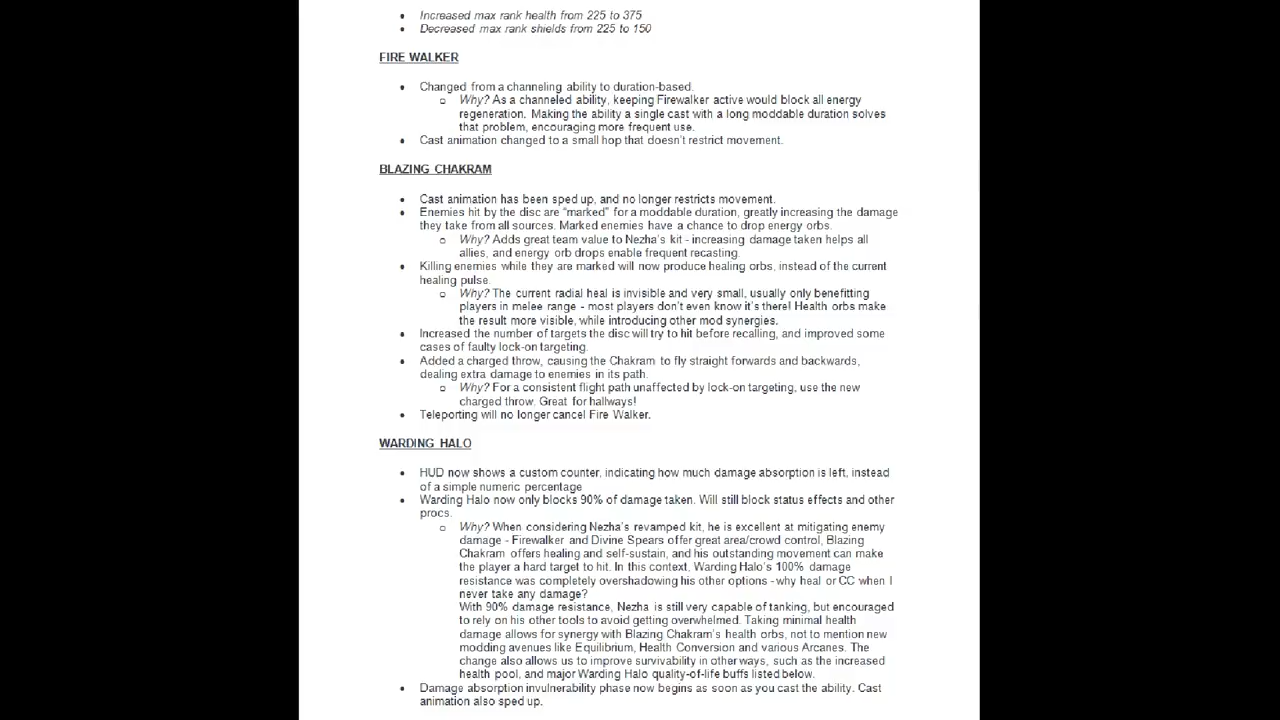 • Increased max rank health from 225 to 375
• Decreased max rank shields from 225 to 150
FIRE WALKER
• Changed from a channeling ability to duration-based.
o Why? As a channeled ability, keeping Firewalker active would block all energy
regeneration. Making the ability a single cast with a long moddable duration solves
that problem, encouraging more frequent use.
• Cast animation changed to a small hop that doesn't restrict movement.
BLAZING CHAKRAM
• Cast animation has been sped up, and no longer restricts movement.
• Enemies hit by the disc are “marked” for a moddable duration, greatly increasing the damage
they take from all sources. Marked enemies have a chance to drop energy orbs.
o Why? Adds great team value to Nezha's kit - increasing damage taken helps all
allies, and energy orb drops enable frequent recasting.
• Killing enemies while they are marked will now produce healing orbs, instead of the current
healing pulse.
o Why? The current radial heal is invisible and very small, usually only benefitting
players in melee range - most players don't even know it's there! Health orbs make
the result more visible, while introducing other mod synergies.
• Increased the number of targets the disc will try to hit before recalling, and improved some
cases of faulty lock-on targeting.
• Added a charged throw, causing the Chakram to fly straight forwards and backwards,
dealing extra damage to enemies in its path.
o Why? For a consistent flight path unaffected by lock-on targeting, use the new
charged throw. Great for hallways!
• Teleporting will no longer cancel Fire Walker.
WARDING HALO
• HUD now shows a custom counter, indicating how much damage absorption is left, instead
of a simple numeric percentage
• Warding Halo now only blocks 90% of damage taken. Will still block status effects and other
procs.
o Why? When considering Nezha's revamped kit, he is excellent at mitigating enemy
damage - Firewalker and Divine Spears offer great area/crowd control, Blazing
Chakram offers healing and self-sustain, and his outstanding movement can make
the player a hard target to hit. In this context, Warding Halo's 100% damage
resistance was completely overshadowing his other options - why heal or CC when I
never take any damage?
With 90% damage resistance, Nezha is still very capable of tanking, but encouraged
to rely on his other tools to avoid getting overwhelmed. Taking minimal health
damage allows for synergy with Blazing Chakram's health orbs, not to mention new
modding avenues like Equilibrium, Health Conversion and various Arcanes. The
change also allows us to improve survivability in other ways, such as the increased
health pool, and major Warding Halo quality-of-life buffs listed below.
• Damage absorption invulnerability phase now begins as soon as you cast the ability. Cast
animation also sped up.